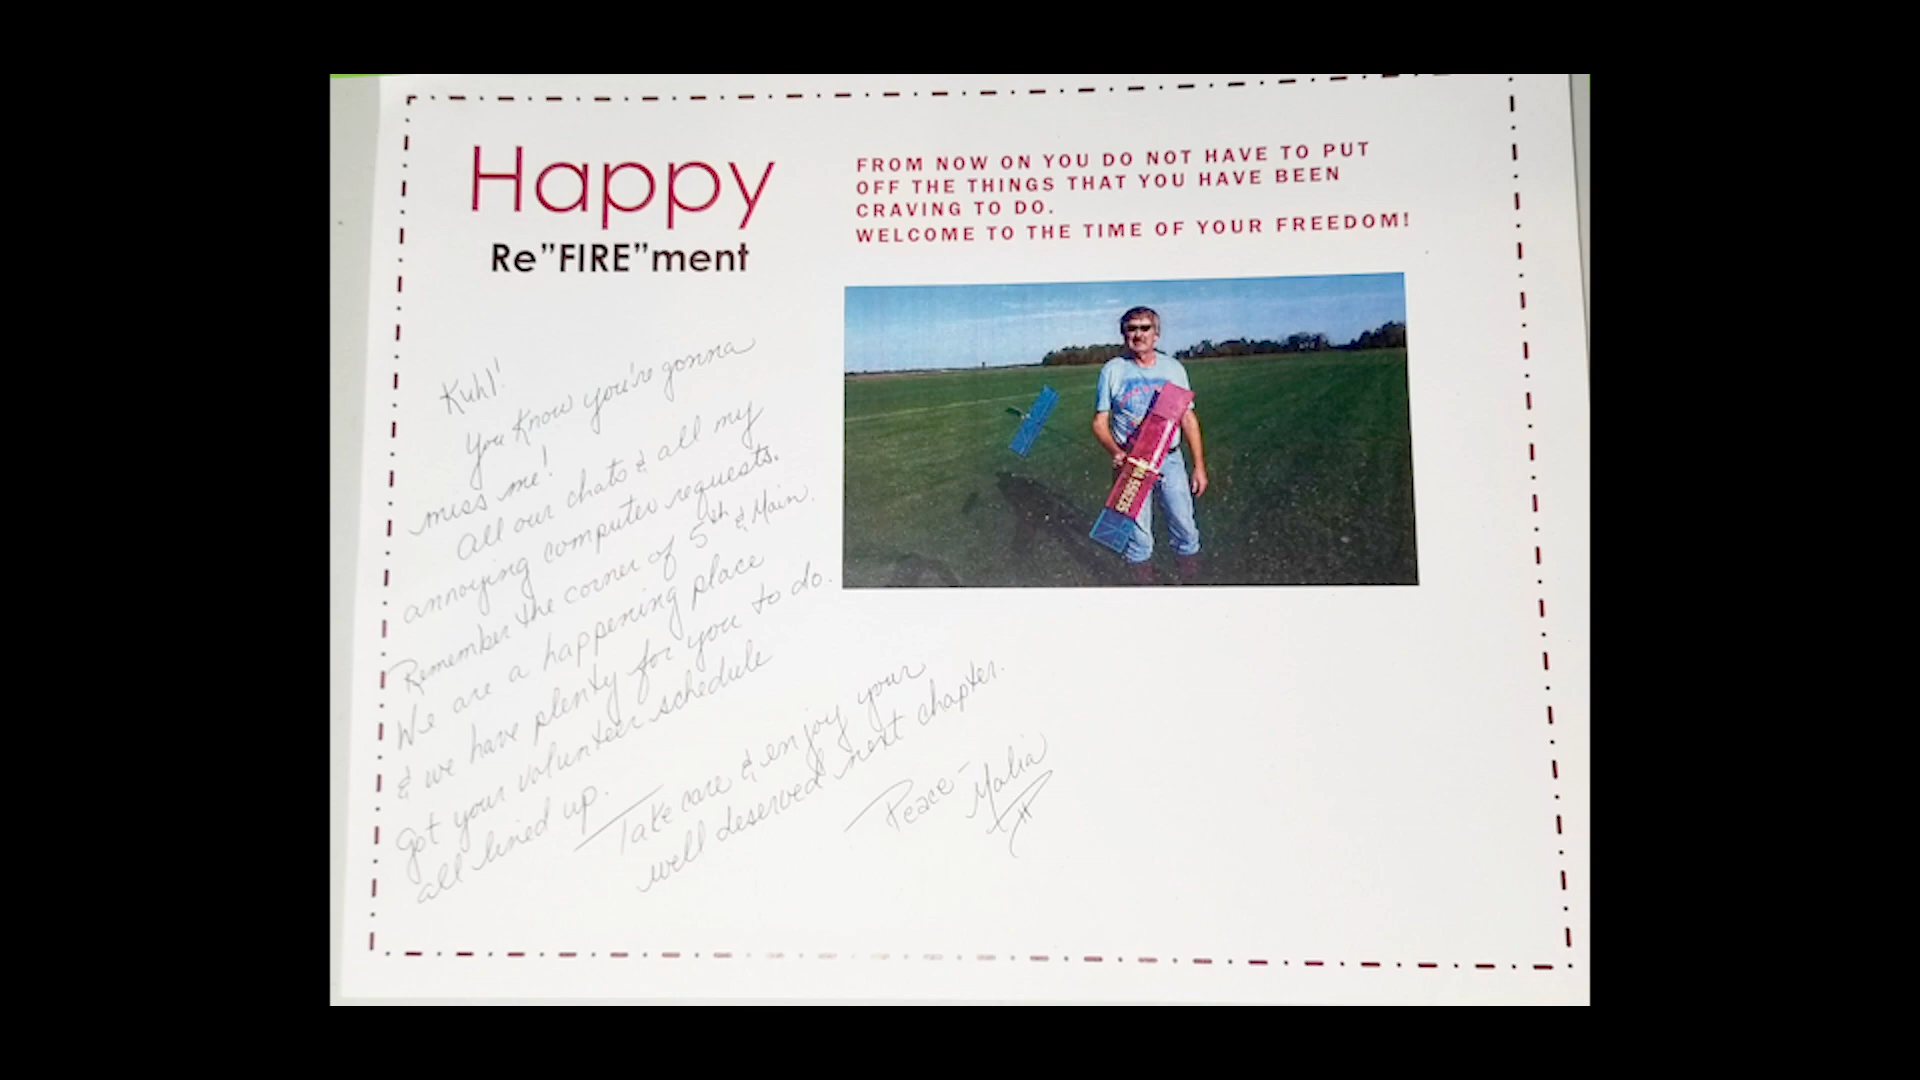 Happy
Re”FIRE”ment
FROM NOW ON YOU DO NOT HAVE TO PUT
OFF THE THINGS THAT YOU HAVE BEEN
CRAVING TO DO.
WELCOME TO THE TIME OF YOUR FREEDOM!
Kuhl!
You know you're gonna
miss me!
All our chats & all my
annoying computer requests.
Remember the corner of 5th & Main.
We are a happening place
& we have plenty for you to do.
Got your volunteer schedule
all lined up.
Take care & enjoy your
well deserved next chapter.
Peace - Malia